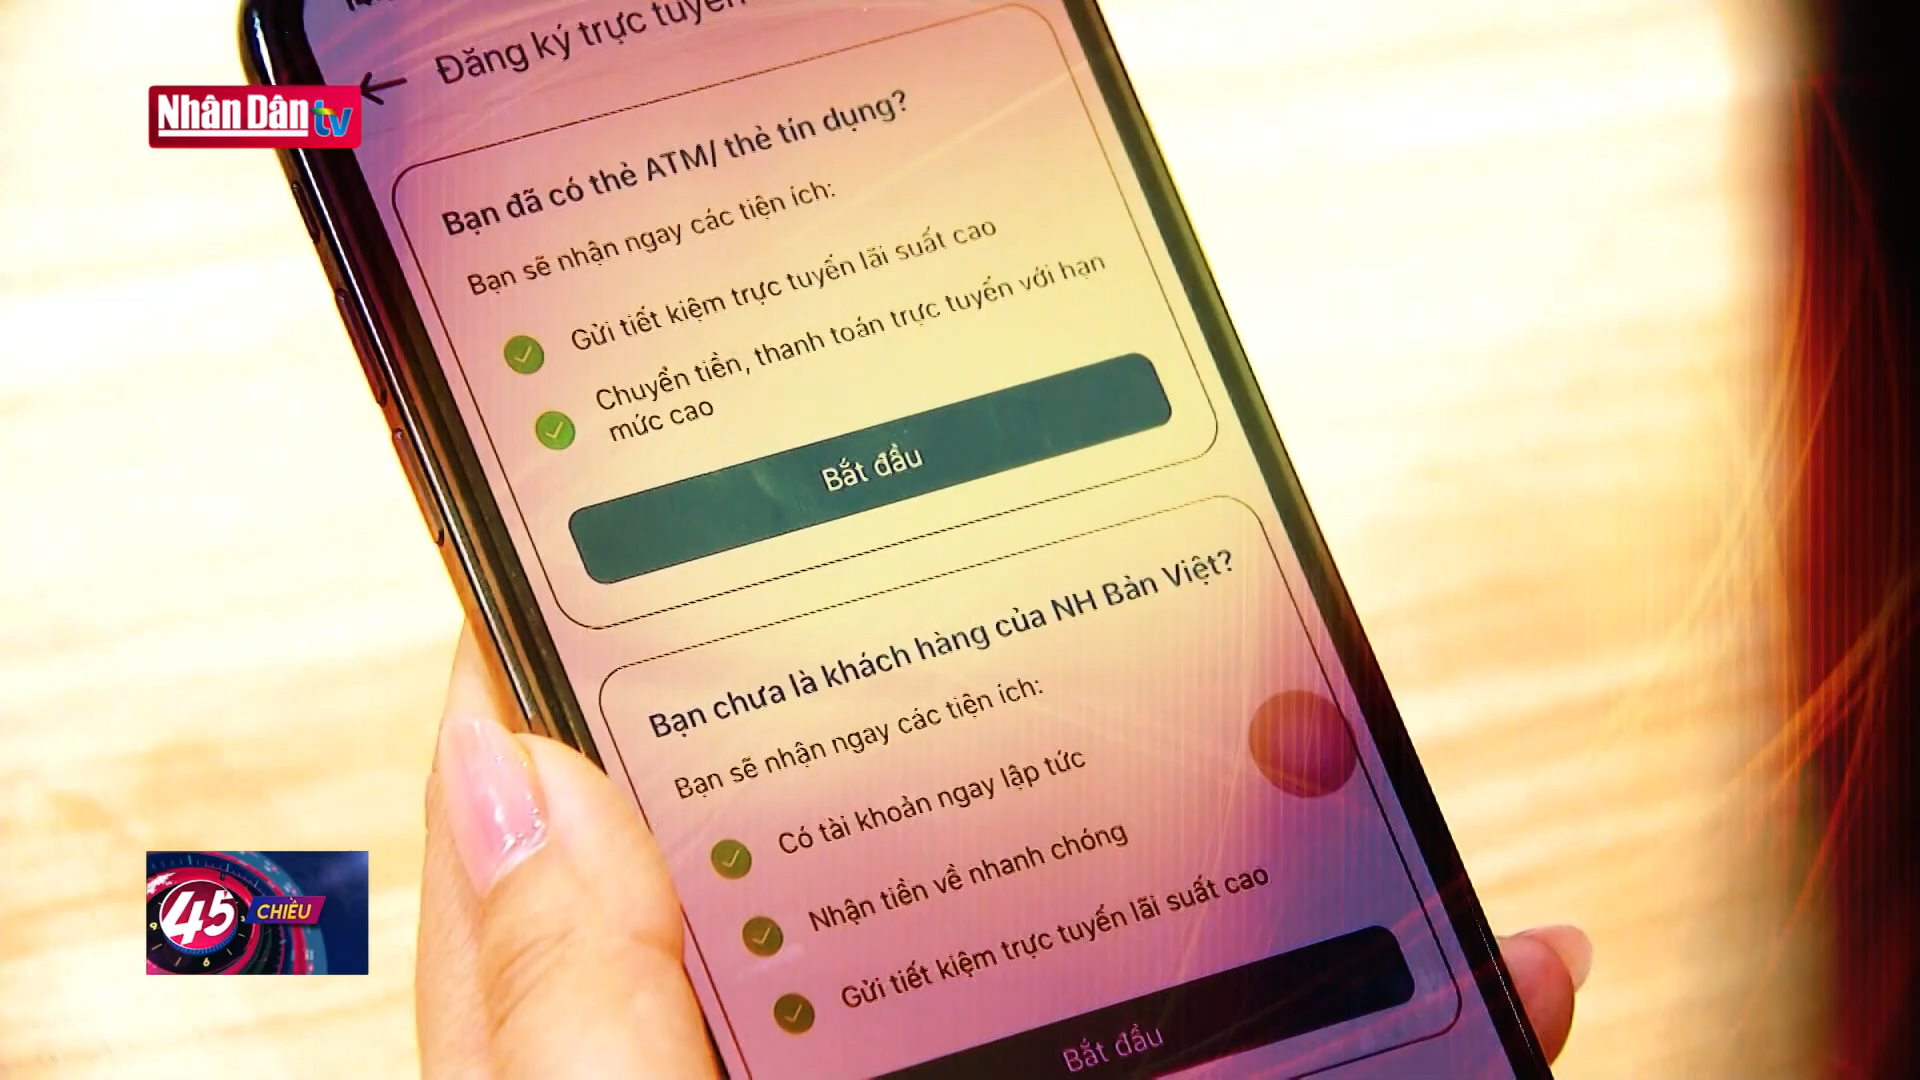 Đăng ký trực tuyến
Nhân Dân tv
Bạn đã có thẻ ATM/ thẻ tín dụng?
Bạn sẽ nhận ngay các tiện ích:
Gửi tiết kiệm trực tuyến lãi suất cao
Chuyển tiền, thanh toán trực tuyến với hạn
mức cao
Bắt đầu
Bạn chưa là khách hàng của NH Bản Việt?
Bạn sẽ nhận ngay các tiện ích:
Có tài khoản ngay lập tức
Nhận tiền về nhanh chóng
Gửi tiết kiệm trực tuyến lãi suất cao
Bắt đầu
45 CHIỀU
9
3
6